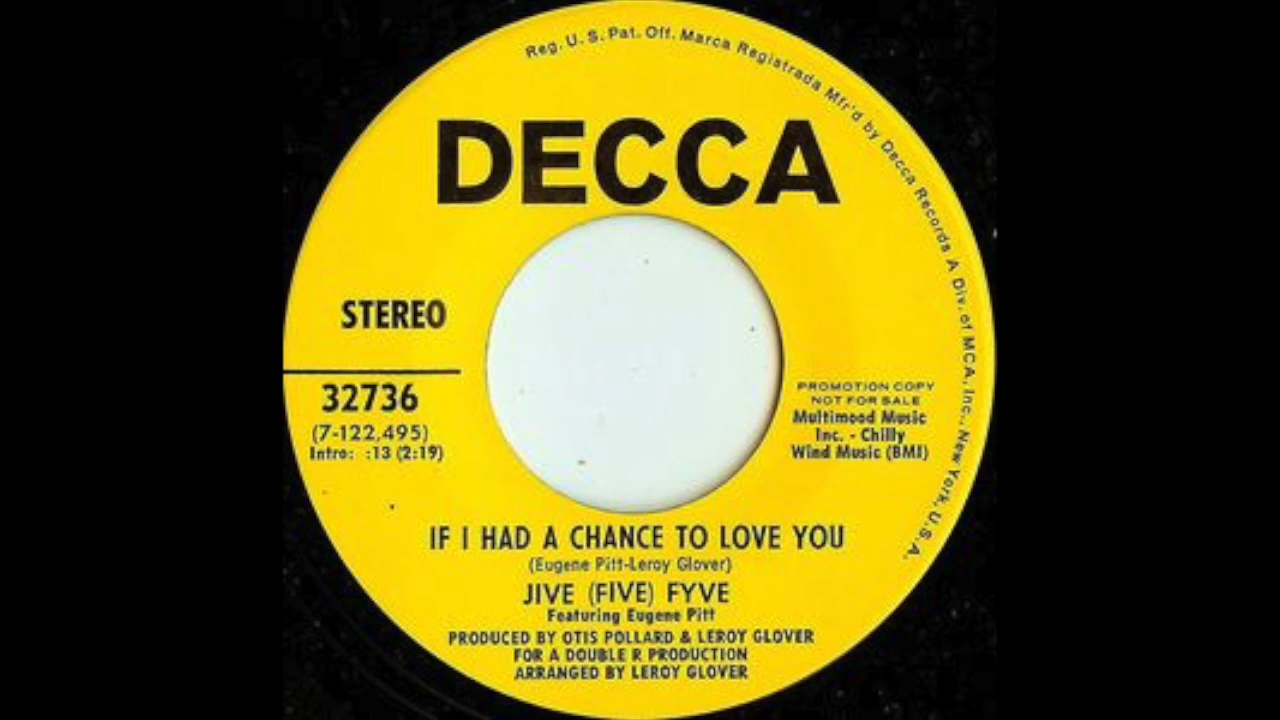 Reg. U. S. Pat. Off. Marca Registrada Mfr'd by Decca Records A Div. of MCA, Inc., New York, U.S.A.
DECCA
STEREO
32736
(7-122,495)
Intro: :13 (2:19)
PROMOTION COPY
NOT FOR SALE
Multimood Music
Inc. - Chilly
Wind Music (BMI)
IF I HAD A CHANCE TO LOVE YOU
(Eugene Pitt-Leroy Glover)
JIVE (FIVE) FYVE
Featuring Eugene Pitt
PRODUCED BY OTIS POLLARD & LEROY GLOVER
FOR A DOUBLE R PRODUCTION
ARRANGED BY LEROY GLOVER